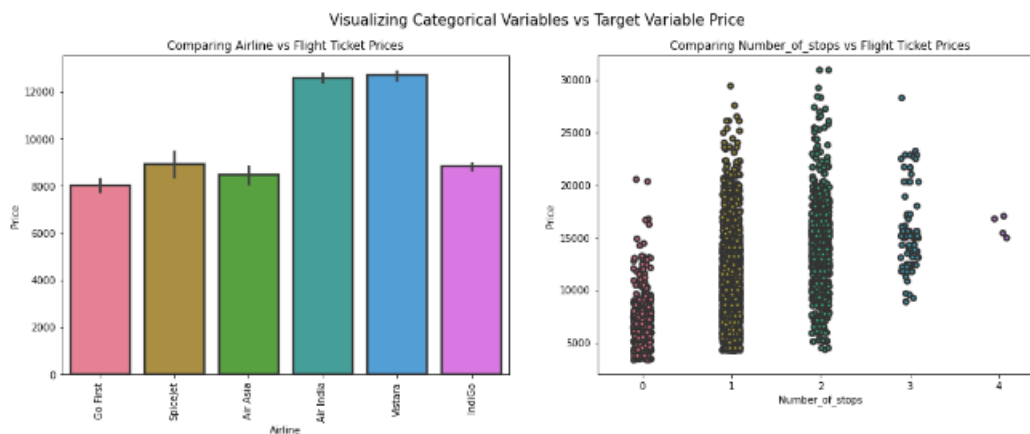 Visualizing Categorical Variables vs Target Variable Price
Comparing Airline vs Flight Ticket Prices
12000
10000
8000
6000
4000
2000
0
Price
Go First
SpiceJet
Air Asia
Air India
Vistara
IndiGo
Airline
Comparing Number_of_stops vs Flight Ticket Prices
30000
25000
20000
15000
10000
5000
Price
0
1
2
3
4
Number_of_stops